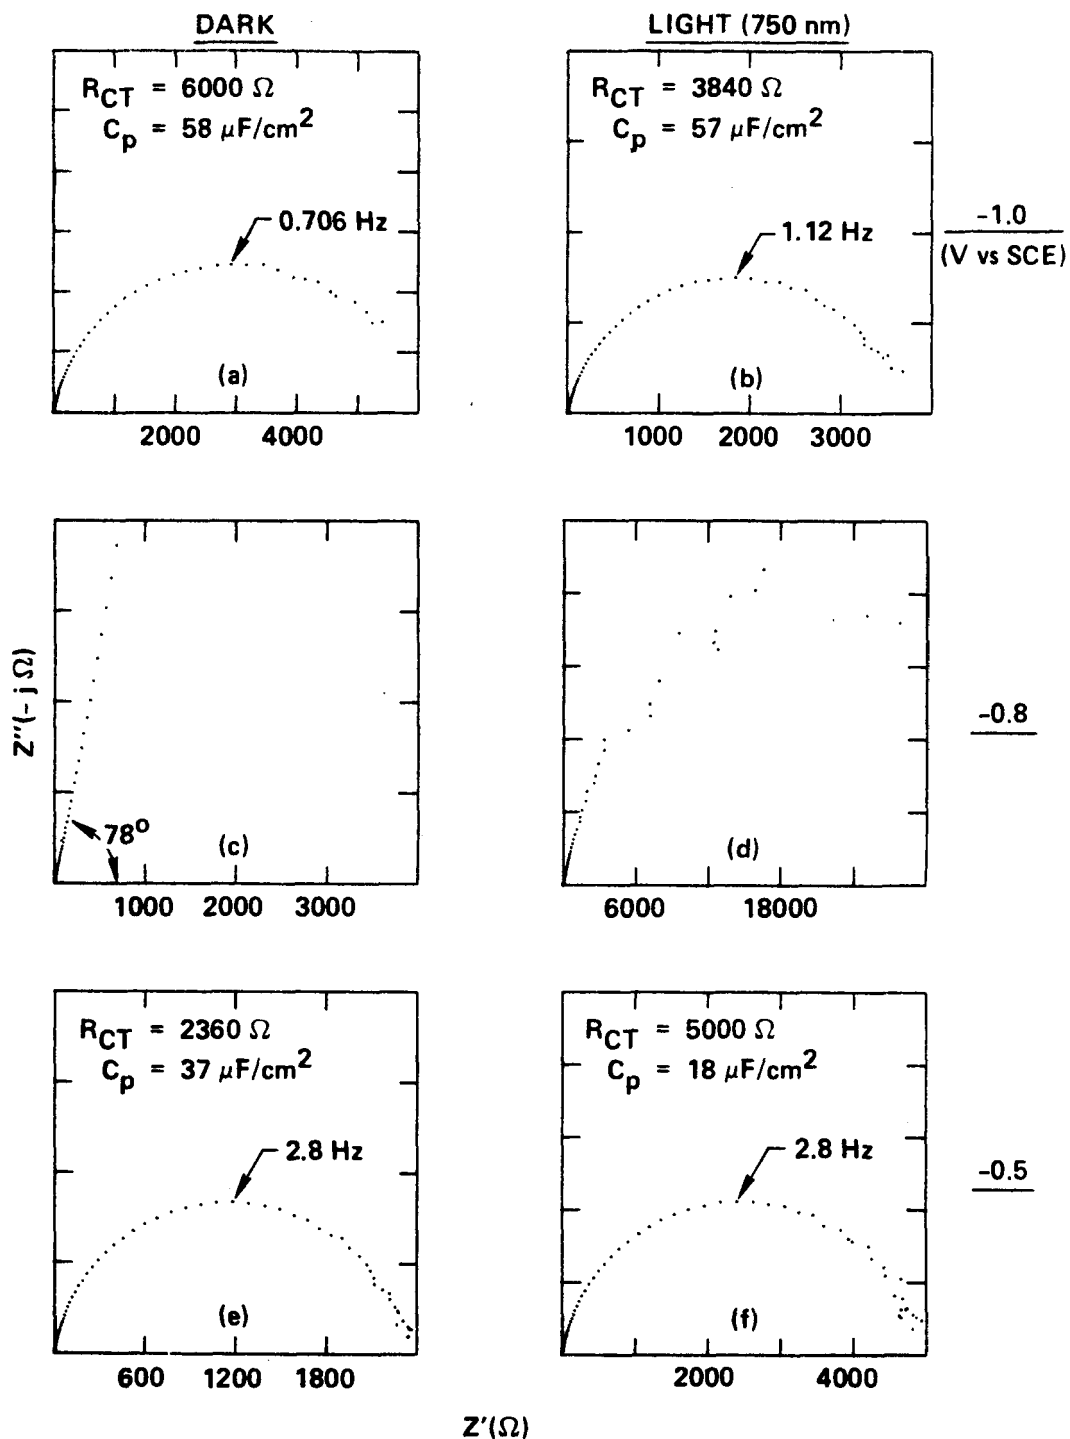 DARK
LIGHT (750 nm)
R_CT = 6000 Ω
C_p = 58 μF/cm²
0.706 Hz
(a)
2000 4000
R_CT = 3840 Ω
C_p = 57 μF/cm²
1.12 Hz
(b)
1000 2000 3000
-1.0
(V vs SCE)
Z''(- j Ω)
78°
(c)
1000 2000 3000
(d)
6000 18000
-0.8
R_CT = 2360 Ω
C_p = 37 μF/cm²
2.8 Hz
(e)
600 1200 1800
R_CT = 5000 Ω
C_p = 18 μF/cm²
2.8 Hz
(f)
2000 4000
-0.5
Z'(Ω)